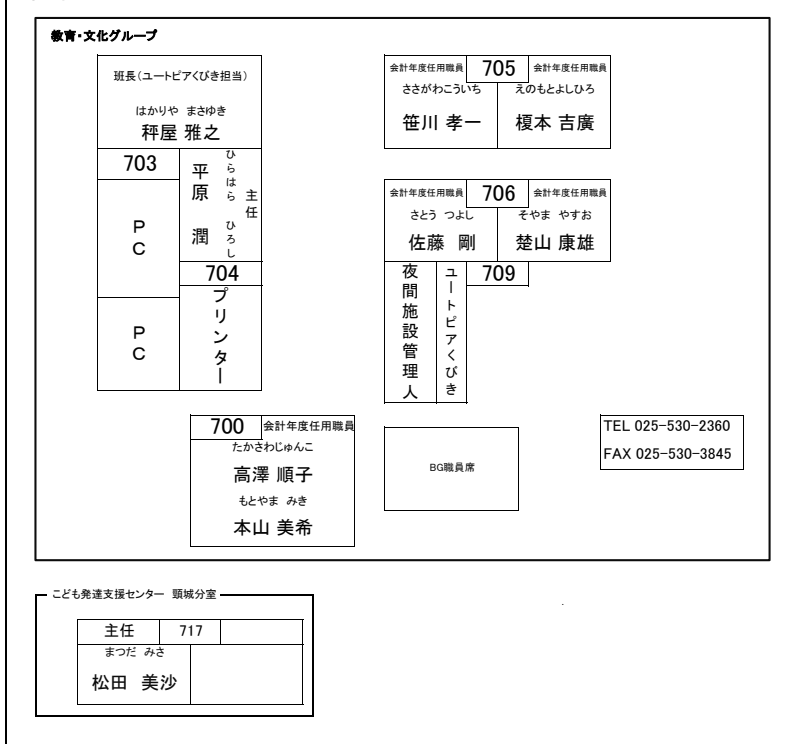 教育・文化グループ
班長（ユートピアくびき担当）
はかりや まさゆき
秤屋 雅之
703
平原 潤
ひらはら ひろし
主任
PC
704
プリンター
PC
会計年度任用職員 705 会計年度任用職員
ささがわこういち えのもとよしひろ
笹川 孝一 榎本 吉廣
会計年度任用職員 706 会計年度任用職員
さとう つよし そやま やすお
佐藤 剛 楚山 康雄
夜間施設管理人
ユートピアくびき
709
700 会計年度任用職員
たかさわじゅんこ
高澤 順子
もとやま みき
本山 美希
BG職員席
TEL 025-530-2360
FAX 025-530-3845
こども発達支援センター 頸城分室
主任 717
まつだ みさ
松田 美沙